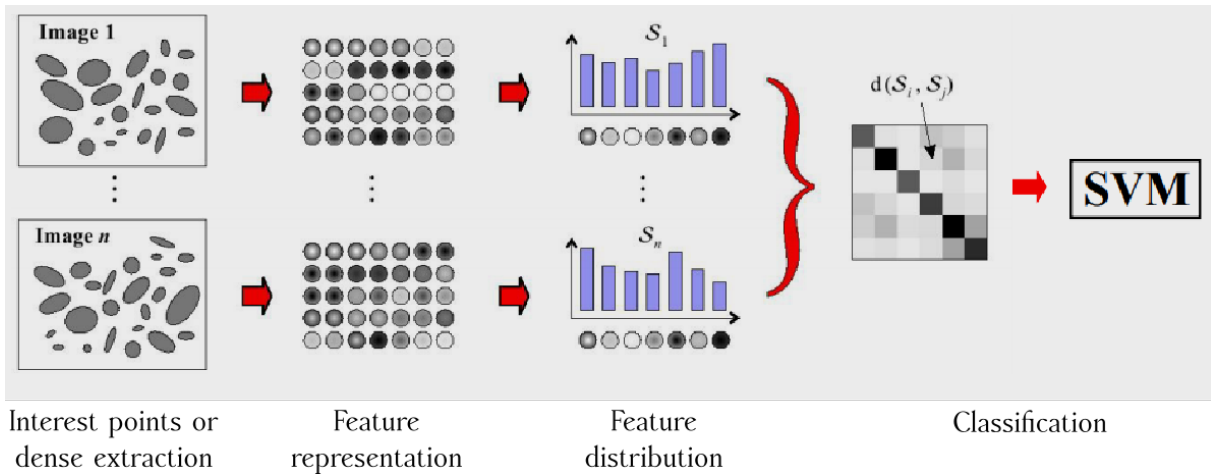 Image 1
S₁
d(Sᵢ, Sⱼ)
SVM
Image n
Sₙ
Interest points or
dense extraction
Feature
representation
Feature
distribution
Classification